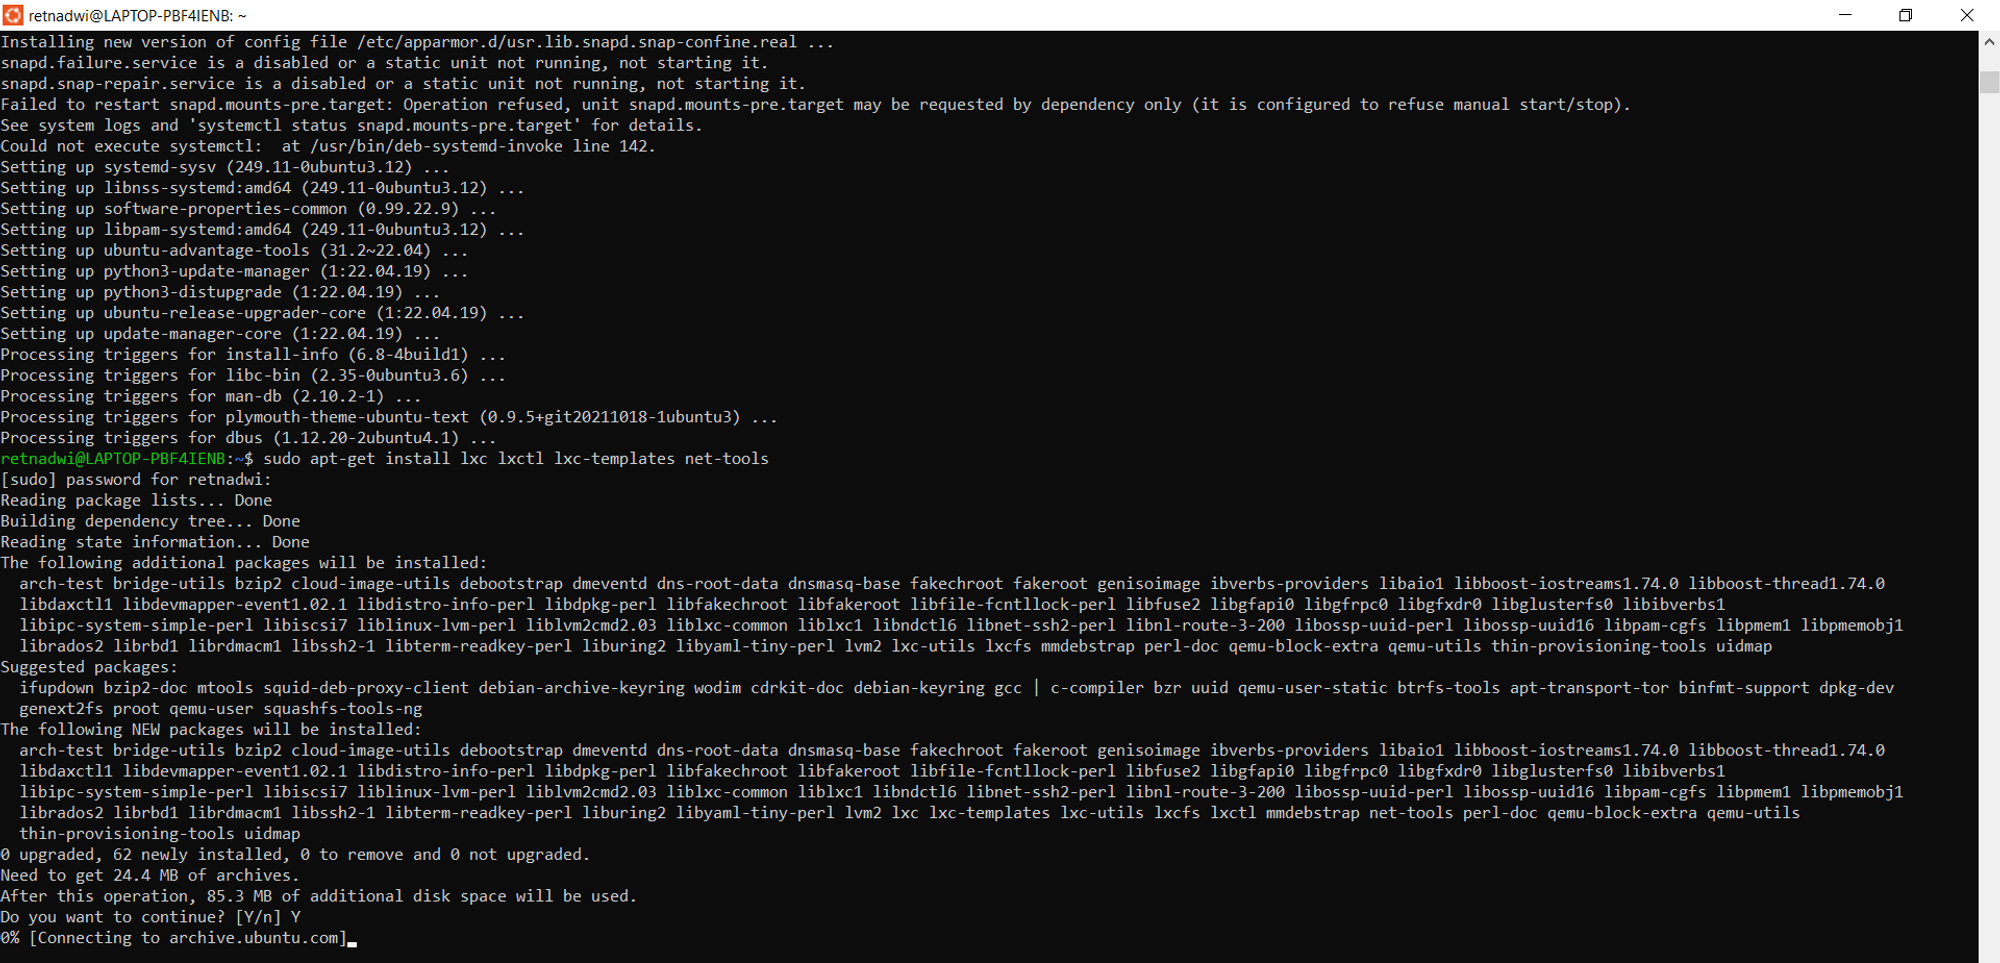 retnadwi@LAPTOP-PBF4IENB: ~
Installing new version of config file /etc/apparmor.d/usr.lib.snapd.snap-confine.real ...
snapd.failure.service is a disabled or a static unit not running, not starting it.
snapd.snap-repair.service is a disabled or a static unit not running, not starting it.
Failed to restart snapd.mounts-pre.target: Operation refused, unit snapd.mounts-pre.target may be requested by dependency only (it is configured to refuse manual start/stop).
See system logs and 'systemctl status snapd.mounts-pre.target' for details.
Could not execute systemctl:  at /usr/bin/deb-systemd-invoke line 142.
Setting up systemd-sysv (249.11-0ubuntu3.12) ...
Setting up libnss-systemd:amd64 (249.11-0ubuntu3.12) ...
Setting up software-properties-common (0.99.22.9) ...
Setting up libpam-systemd:amd64 (249.11-0ubuntu3.12) ...
Setting up ubuntu-advantage-tools (31.2~22.04) ...
Setting up python3-update-manager (1:22.04.19) ...
Setting up python3-distupgrade (1:22.04.19) ...
Setting up ubuntu-release-upgrader-core (1:22.04.19) ...
Setting up update-manager-core (1:22.04.19) ...
Processing triggers for install-info (6.8-4build1) ...
Processing triggers for libc-bin (2.35-0ubuntu3.6) ...
Processing triggers for man-db (2.10.2-1) ...
Processing triggers for plymouth-theme-ubuntu-text (0.9.5+git20211018-1ubuntu3) ...
Processing triggers for dbus (1.12.20-2ubuntu4.1) ...
retnadwi@LAPTOP-PBF4IENB:~$ sudo apt-get install lxc lxctl lxc-templates net-tools
[sudo] password for retnadwi:
Reading package lists... Done
Building dependency tree... Done
Reading state information... Done
The following additional packages will be installed:
  arch-test bridge-utils bzip2 cloud-image-utils debootstrap dmeventd dns-root-data dnsmasq-base fakechroot fakeroot genisoimage ibverbs-providers libaio1 libboost-iostreams1.74.0 libboost-thread1.74.0
  libdaxctl1 libdevmapper-event1.02.1 libdistro-info-perl libdpkg-perl libfakechroot libfakeroot libfile-fcntllock-perl libfuse2 libgfapi0 libgfrpc0 libgfxdr0 libglusterfs0 libibverbs1
  libipc-system-simple-perl libiscsi7 liblinux-lvm-perl liblvm2cmd2.03 liblxc-common liblxc1 libndctl6 libnet-ssh2-perl libnl-route-3-200 libossp-uuid-perl libossp-uuid16 libpam-cgfs libpmem1 libpmemobj1
  librados2 librbd1 librdmacm1 libssh2-1 libterm-readkey-perl liburing2 libyaml-tiny-perl lvm2 lxc-utils lxcfs mmdebstrap perl-doc qemu-block-extra qemu-utils thin-provisioning-tools uidmap
Suggested packages:
  ifupdown bzip2-doc mtools squid-deb-proxy-client debian-archive-keyring wodim cdrkit-doc debian-keyring gcc | c-compiler bzr uuid qemu-user-static btrfs-tools apt-transport-tor binfmt-support dpkg-dev
  genext2fs proot qemu-user squashfs-tools-ng
The following NEW packages will be installed:
  arch-test bridge-utils bzip2 cloud-image-utils debootstrap dmeventd dns-root-data dnsmasq-base fakechroot fakeroot genisoimage ibverbs-providers libaio1 libboost-iostreams1.74.0 libboost-thread1.74.0
  libdaxctl1 libdevmapper-event1.02.1 libdistro-info-perl libdpkg-perl libfakechroot libfakeroot libfile-fcntllock-perl libfuse2 libgfapi0 libgfrpc0 libgfxdr0 libglusterfs0 libibverbs1
  libipc-system-simple-perl libiscsi7 liblinux-lvm-perl liblvm2cmd2.03 liblxc-common liblxc1 libndctl6 libnet-ssh2-perl libnl-route-3-200 libossp-uuid-perl libossp-uuid16 libpam-cgfs libpmem1 libpmemobj1
  librados2 librbd1 librdmacm1 libssh2-1 libterm-readkey-perl liburing2 libyaml-tiny-perl lvm2 lxc lxc-templates lxc-utils lxcfs lxctl mmdebstrap net-tools perl-doc qemu-block-extra qemu-utils
  thin-provisioning-tools uidmap
0 upgraded, 62 newly installed, 0 to remove and 0 not upgraded.
Need to get 24.4 MB of archives.
After this operation, 85.3 MB of additional disk space will be used.
Do you want to continue? [Y/n] Y
0% [Connecting to archive.ubuntu.com]